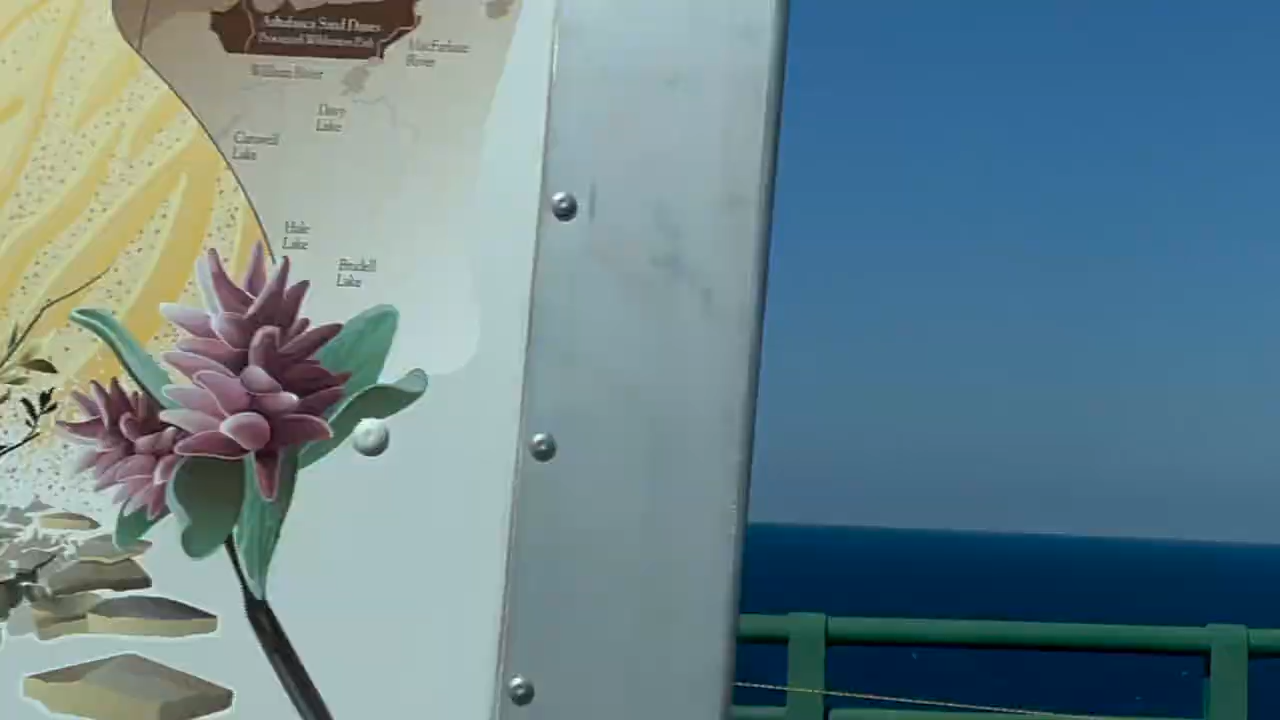 Athabasca Sand Dunes
Provincial Wilderness Park
MacFarlane
River
William River
Davy
Lake
Carswell
Lake
Hale
Lake
Brudell
Lake